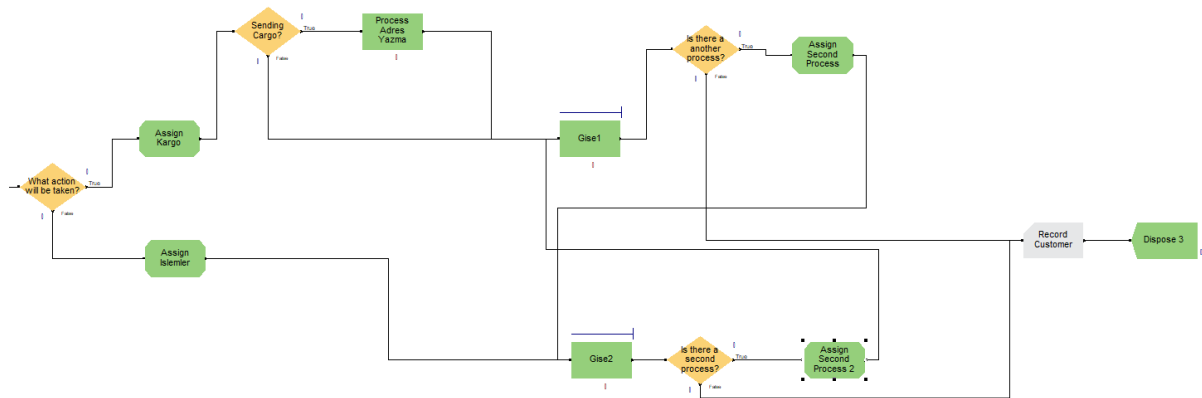 Sending
Cargo?
True
False
Process
Adres
Yazma
Is there a
another
process?
True
False
Assign
Second
Process
Assign
Kargo
Gise1
What action
will be taken?
True
False
Assign
Islemler
Record
Customer
Dispose 3
Gise2
Is there a
second
process?
True
False
Assign
Second
Process 2